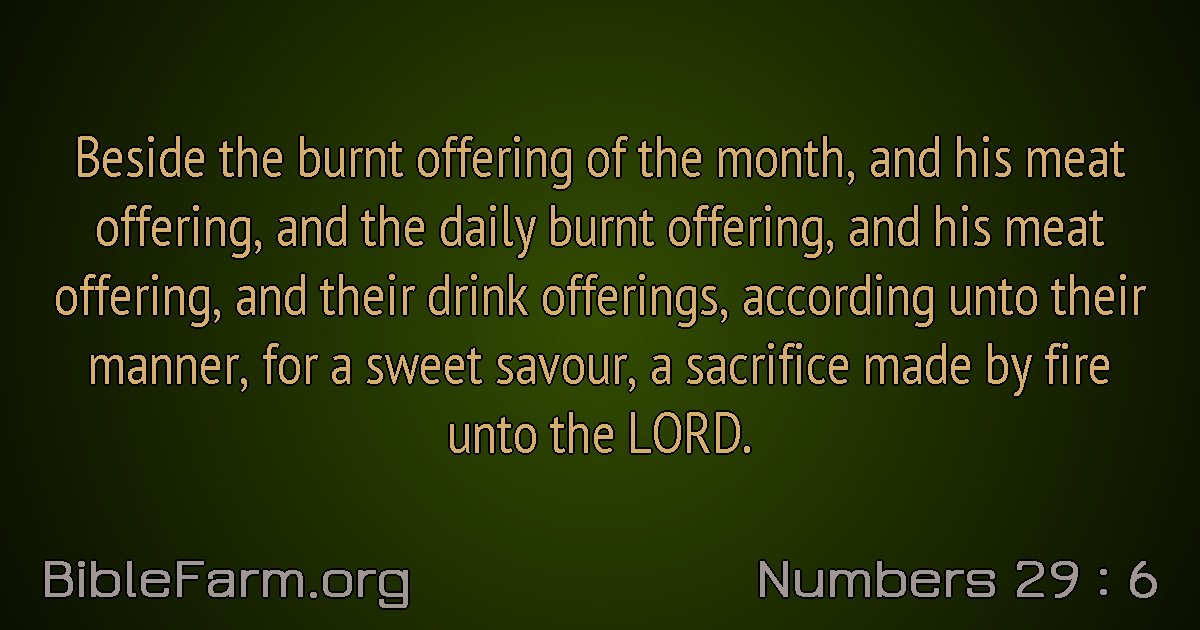 Beside the burnt offering of the month, and his meat
offering, and the daily burnt offering, and his meat
offering, and their drink offerings, according unto their
manner, for a sweet savour, a sacrifice made by fire
unto the LORD.
BibleFarm.org
Numbers 29 : 6